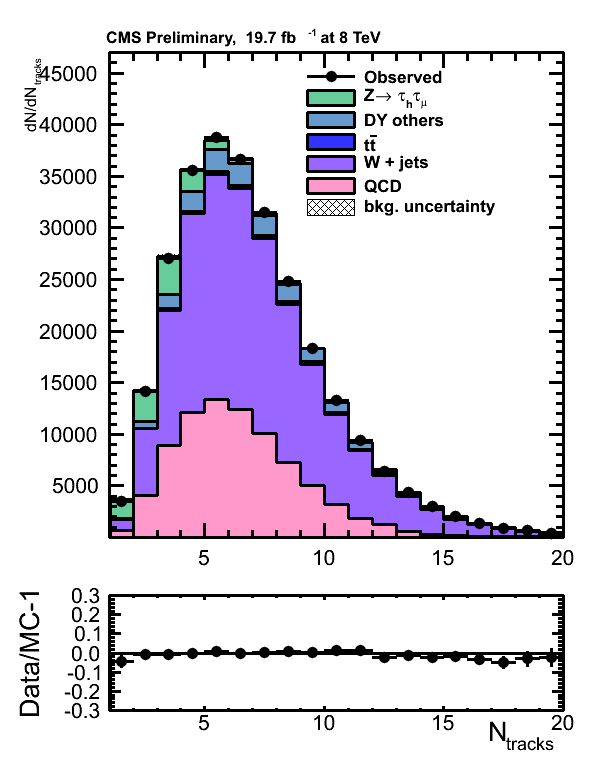 CMS Preliminary, 19.7 fb -1 at 8 TeV
dN/dNtracks
45000
40000
35000
30000
25000
20000
15000
10000
5000
Observed
Z→ τhτμ
DY others
tt̄
W + jets
QCD
bkg. uncertainty
5 10 15 20
Data/MC-1
0.3
0.2
0.1
0.0
-0.1
-0.2
-0.3
5 10 15 20
Ntracks